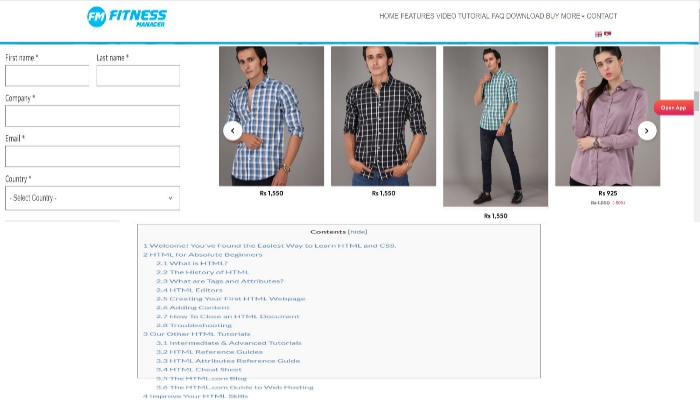 FM FITNESS MANAGER
HOME FEATURES VIDEO TUTORIAL FAQ DOWNLOAD BUY MORE CONTACT
First name *
Last name *
Company *
Email *
Country *
- Select Country -
Open App
Rs 1,550
Rs 1,550
Rs 1,550
Rs 925
Contents [hide]
1 Welcome! You've Found the Easiest Way to Learn HTML and CSS.
2 HTML for Absolute Beginners
2.1 What is HTML?
2.2 The History of HTML
2.3 What are Tags and Attributes?
2.4 HTML Editors
2.5 Creating Your First HTML Webpage
2.6 Adding Content
2.7 How To Close an HTML Document
2.8 Troubleshooting
3 Our Other HTML Tutorials
3.1 Intermediate & Advanced Tutorials
3.2 HTML Reference Guides
3.3 HTML Attributes Reference Guide
3.4 HTML Cheat Sheet
3.5 The HTML.com Blog
3.6 The HTML.com Guide to Web Hosting
4 Improve Your HTML Skills